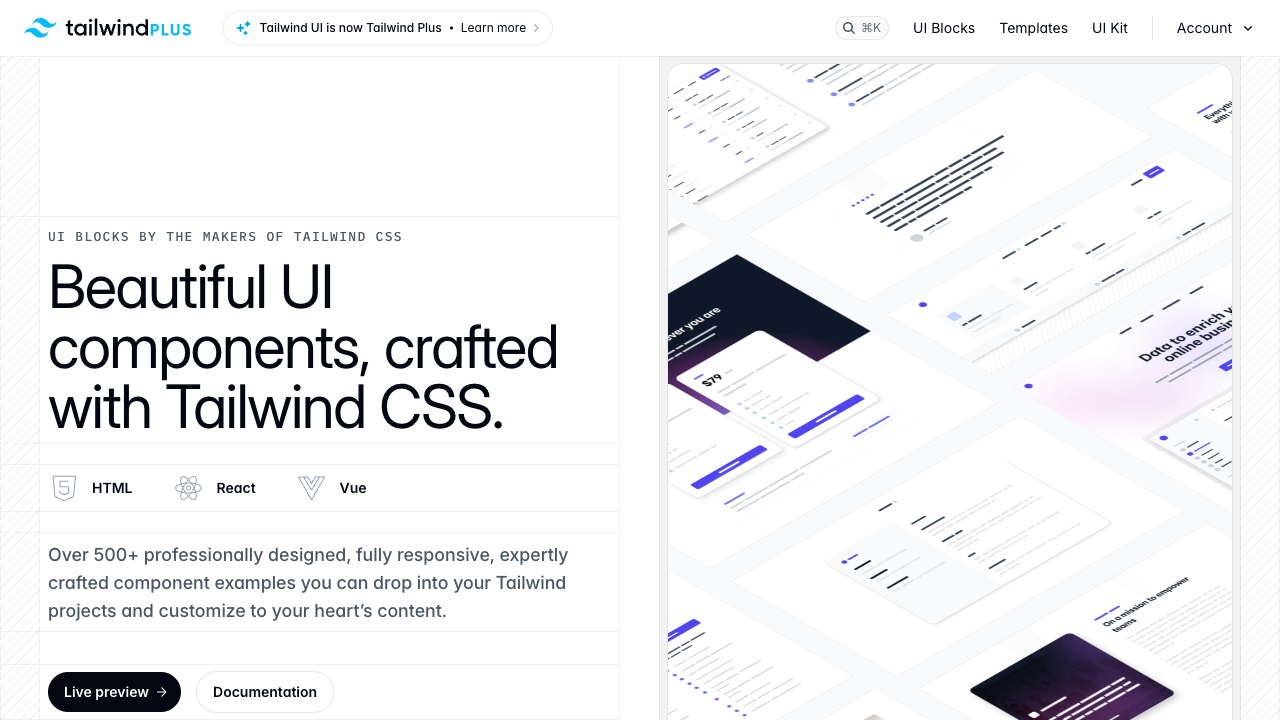 tailwindPLUS
Tailwind UI is now Tailwind Plus • Learn more
⌘K
UI Blocks
Templates
UI Kit
Account
UI BLOCKS BY THE MAKERS OF TAILWIND CSS
Beautiful UI
components, crafted
with Tailwind CSS.
HTML
React
Vue
Over 500+ professionally designed, fully responsive, expertly
crafted component examples you can drop into your Tailwind
projects and customize to your heart’s content.
Live preview →
Documentation
ever you are
$79
Data to enrich
online
On a mission to empower
teams